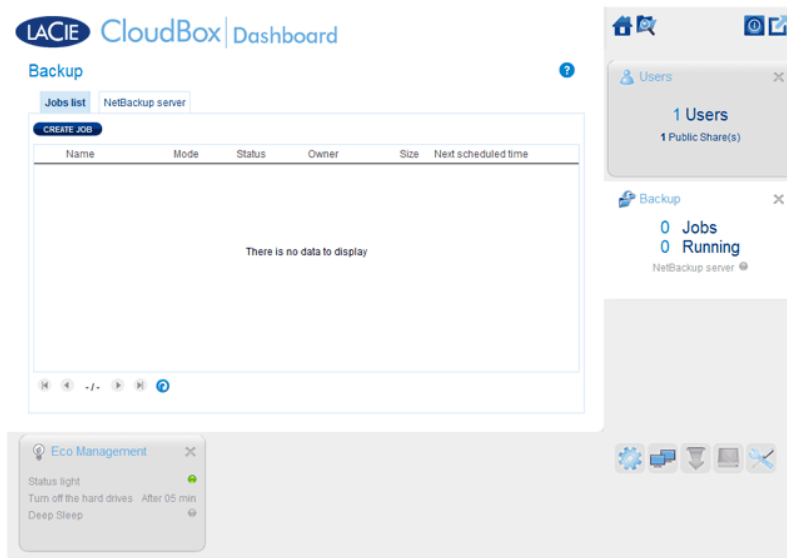 LACIE CloudBox Dashboard
Backup
Jobs list NetBackup server
CREATE JOB
Name Mode Status Owner Size Next scheduled time
There is no data to display
- / -
Users
1 Users
1 Public Share(s)
Backup
0 Jobs
0 Running
NetBackup server
Eco Management
Status light
Turn off the hard drives After 05 min
Deep Sleep